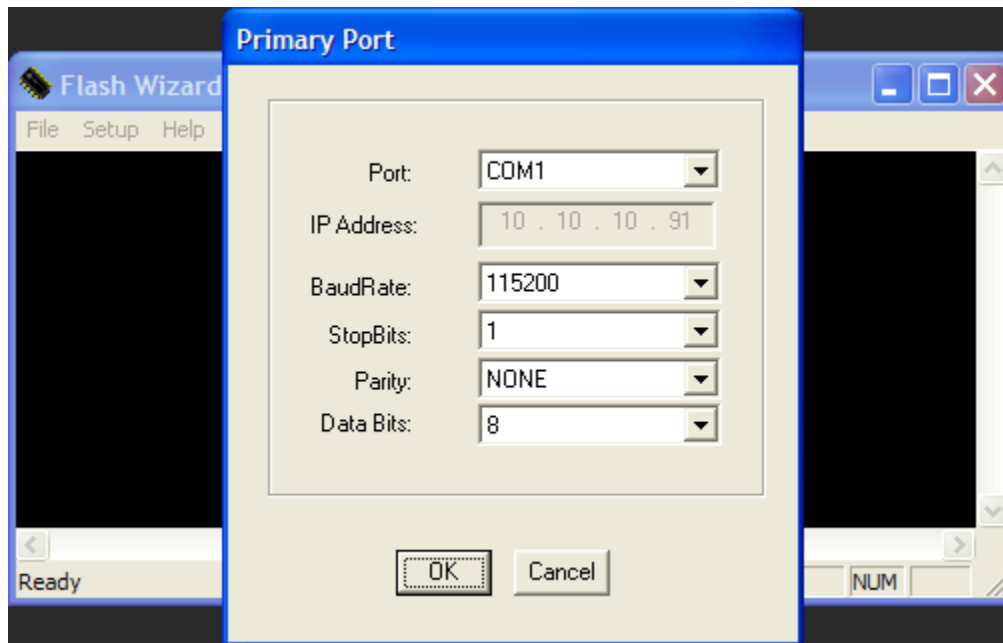 Primary Port
Flash Wizard
File Setup Help
Port: COM1
IP Address: 10 . 10 . 10 . 91
BaudRate: 115200
StopBits: 1
Parity: NONE
Data Bits: 8
OK Cancel
Ready NUM